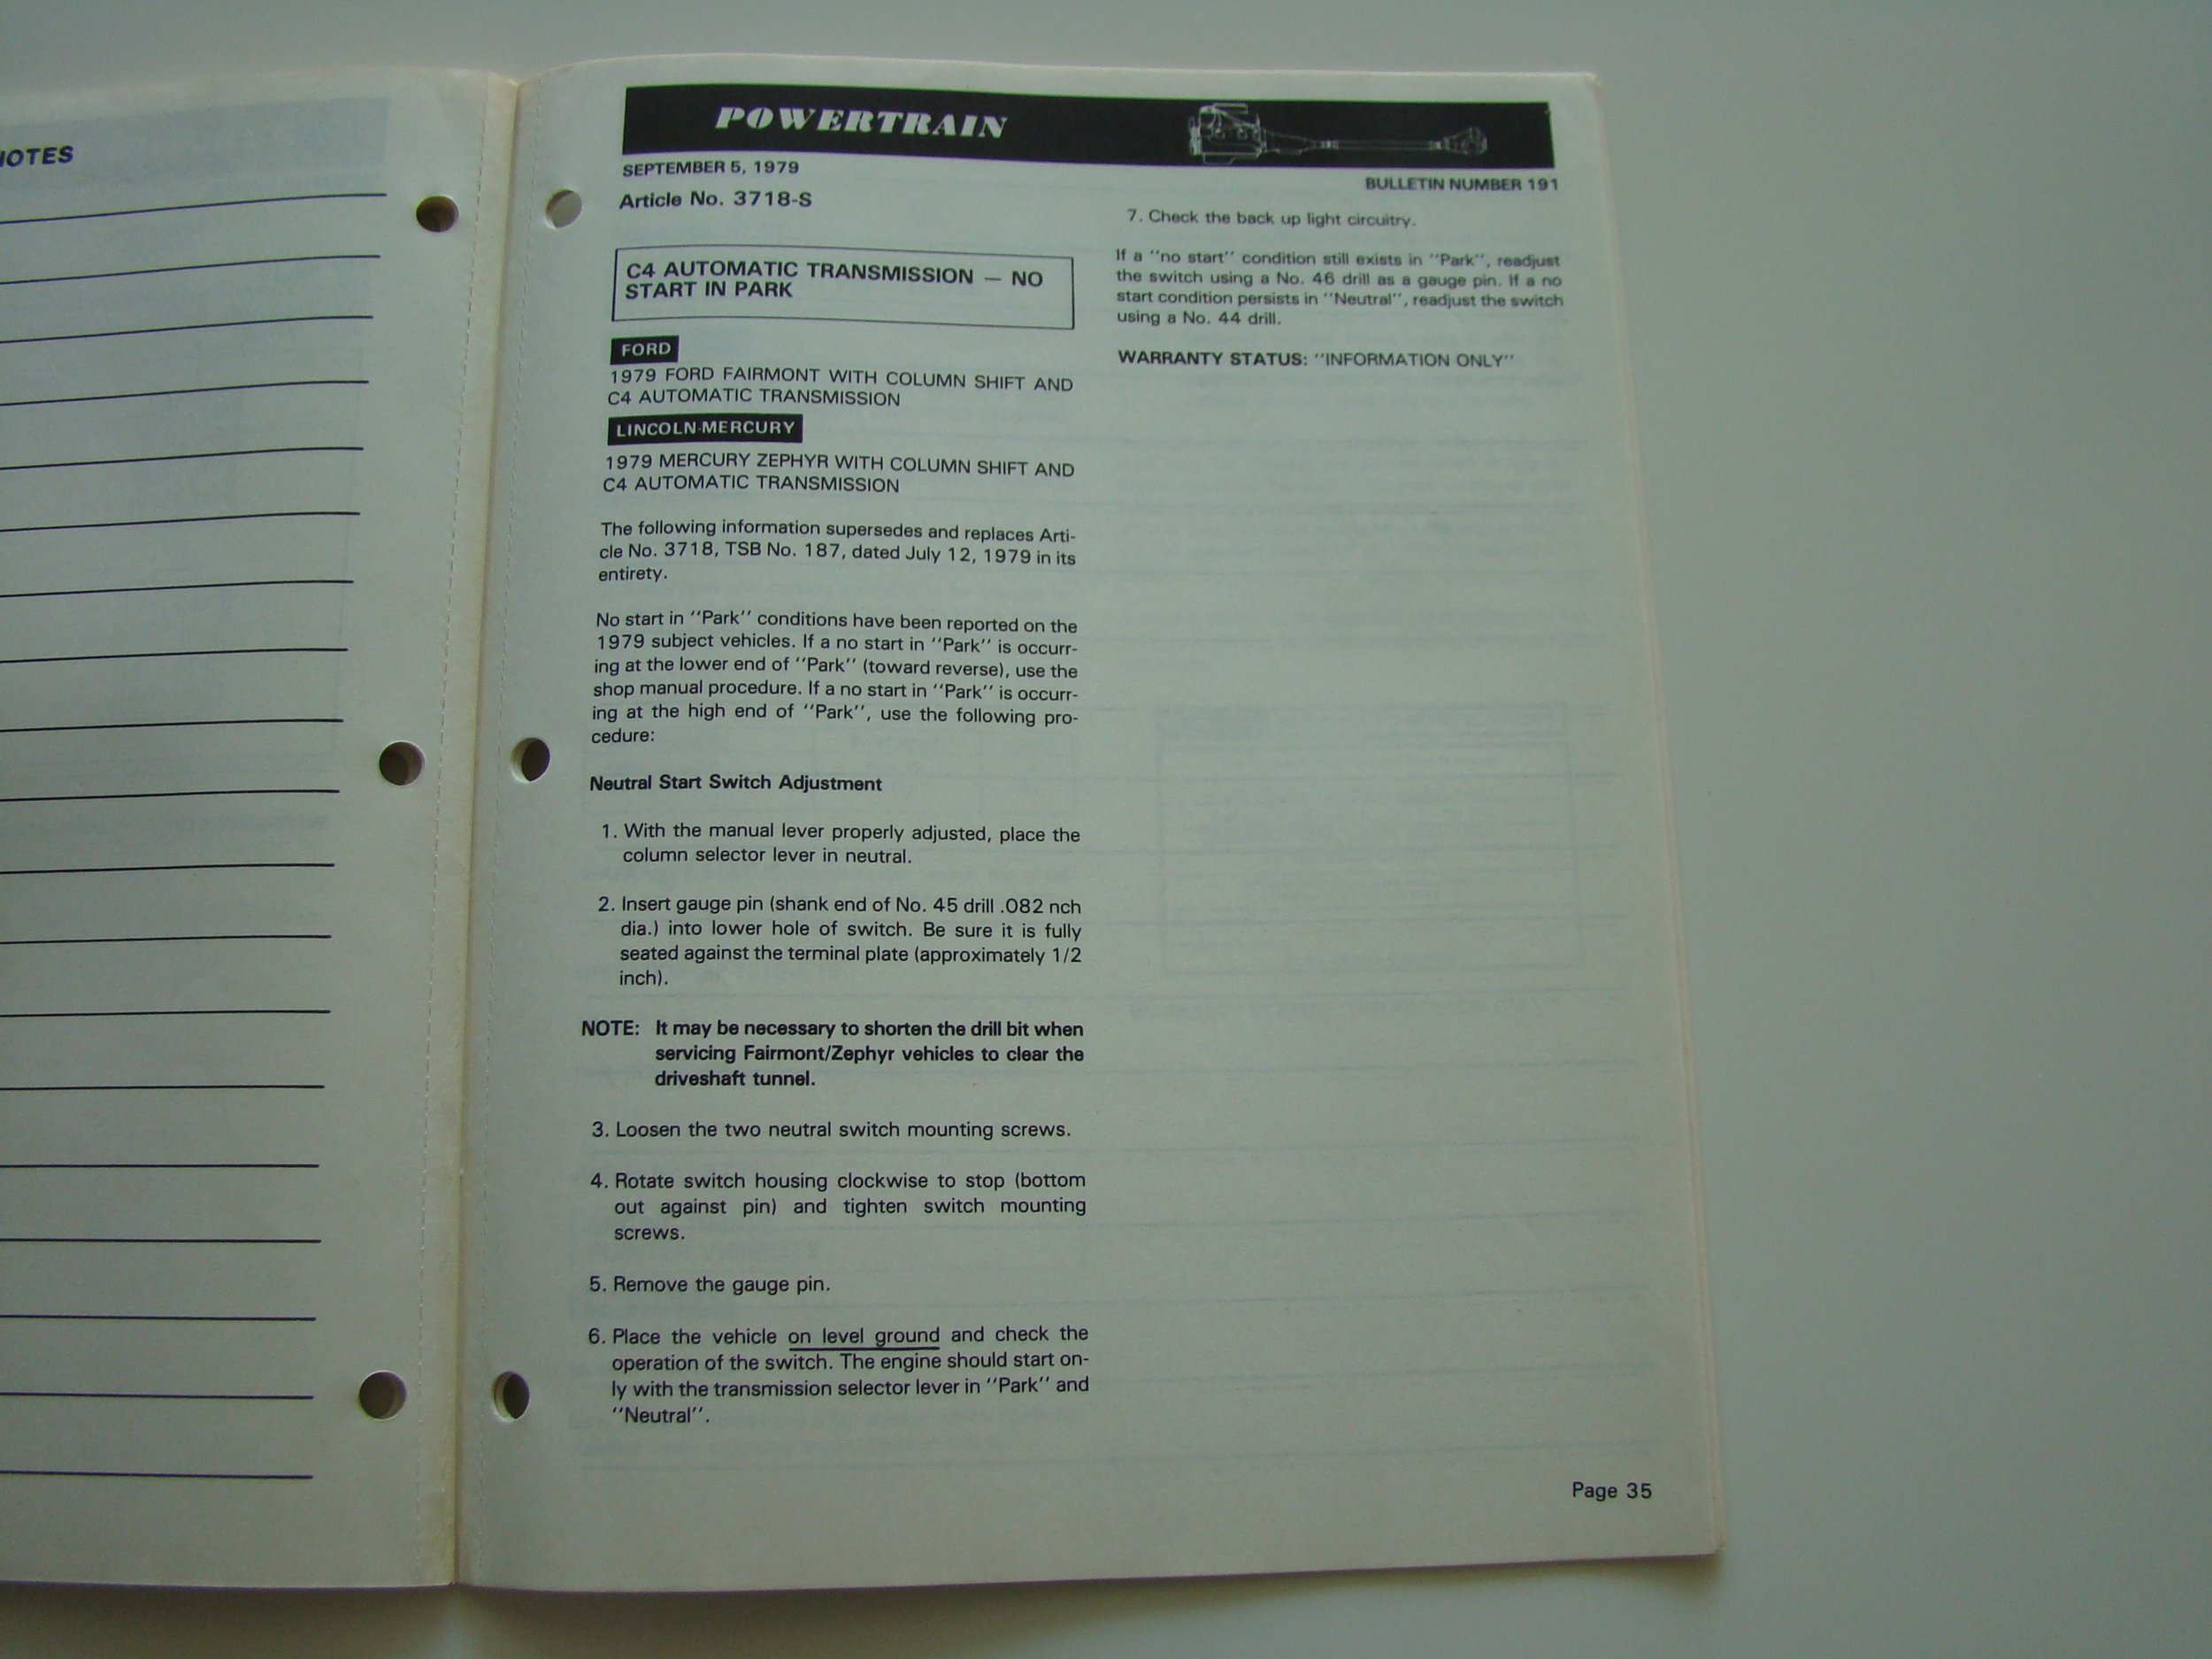 NOTES
POWERTRAIN
SEPTEMBER 5, 1979
BULLETIN NUMBER 191
Article No. 3718-S
C4 AUTOMATIC TRANSMISSION — NO
START IN PARK
FORD
1979 FORD FAIRMONT WITH COLUMN SHIFT AND
C4 AUTOMATIC TRANSMISSION
LINCOLN-MERCURY
1979 MERCURY ZEPHYR WITH COLUMN SHIFT AND
C4 AUTOMATIC TRANSMISSION
The following information supersedes and replaces Arti-
cle No. 3718, TSB No. 187, dated July 12, 1979 in its
entirety.
No start in ''Park'' conditions have been reported on the
1979 subject vehicles. If a no start in ''Park'' is occurr-
ing at the lower end of ''Park'' (toward reverse), use the
shop manual procedure. If a no start in ''Park'' is occurr-
ing at the high end of ''Park'', use the following pro-
cedure:
Neutral Start Switch Adjustment
1. With the manual lever properly adjusted, place the
column selector lever in neutral.
2. Insert gauge pin (shank end of No. 45 drill .082 nch
dia.) into lower hole of switch. Be sure it is fully
seated against the terminal plate (approximately 1/2
inch).
NOTE: It may be necessary to shorten the drill bit when
servicing Fairmont/Zephyr vehicles to clear the
driveshaft tunnel.
3. Loosen the two neutral switch mounting screws.
4. Rotate switch housing clockwise to stop (bottom
out against pin) and tighten switch mounting
screws.
5. Remove the gauge pin.
6. Place the vehicle on level ground and check the
operation of the switch. The engine should start on-
ly with the transmission selector lever in ''Park'' and
''Neutral''.
7. Check the back up light circuitry.
If a ''no start'' condition still exists in ''Park'', readjust
the switch using a No. 46 drill as a gauge pin. If a no
start condition persists in ''Neutral'', readjust the switch
using a No. 44 drill.
WARRANTY STATUS: ''INFORMATION ONLY''
Page 35